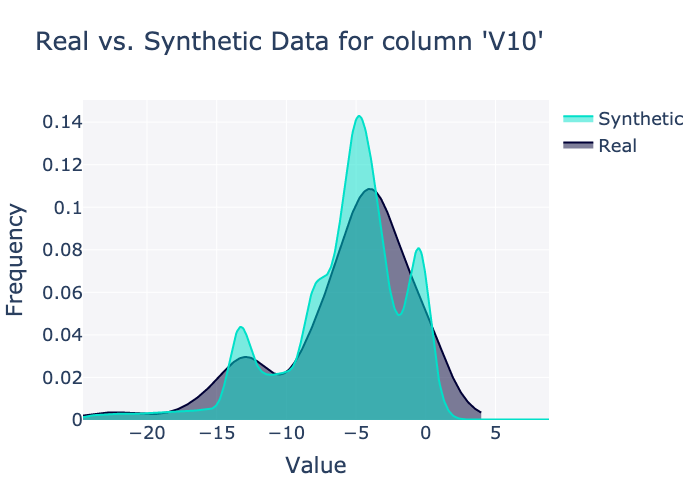 Real vs. Synthetic Data for column 'V10'
Synthetic
Real
Frequency
0.14
0.12
0.1
0.08
0.06
0.04
0.02
0
−20
−15
−10
−5
0
5
Value